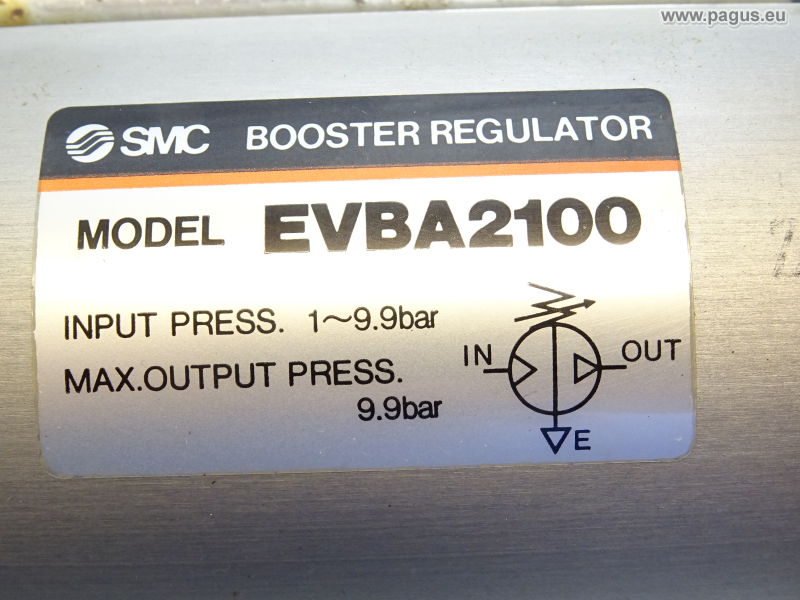 www.pagus.eu
SMC BOOSTER REGULATOR
MODEL EVBA2100
INPUT PRESS. 1~9.9bar
MAX.OUTPUT PRESS.
9.9bar
IN OUT
E